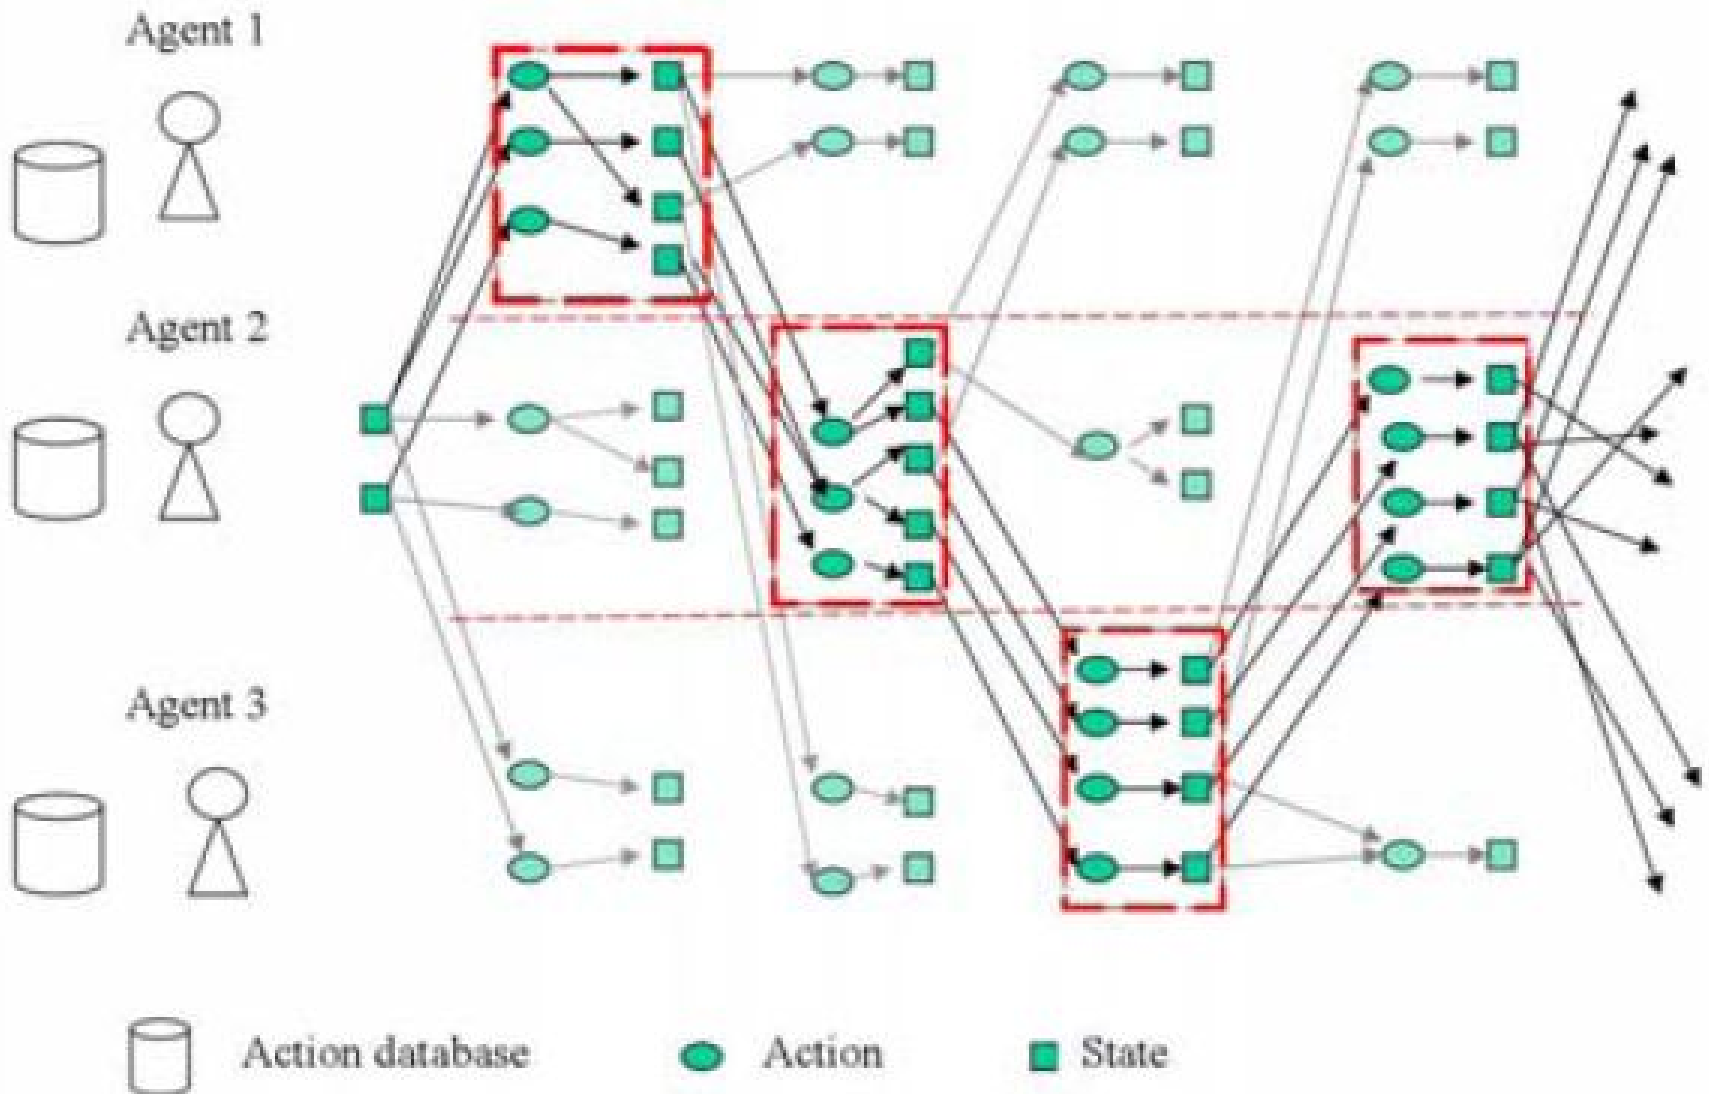 Agent 1
Agent 2
Agent 3
Action database
Action
State